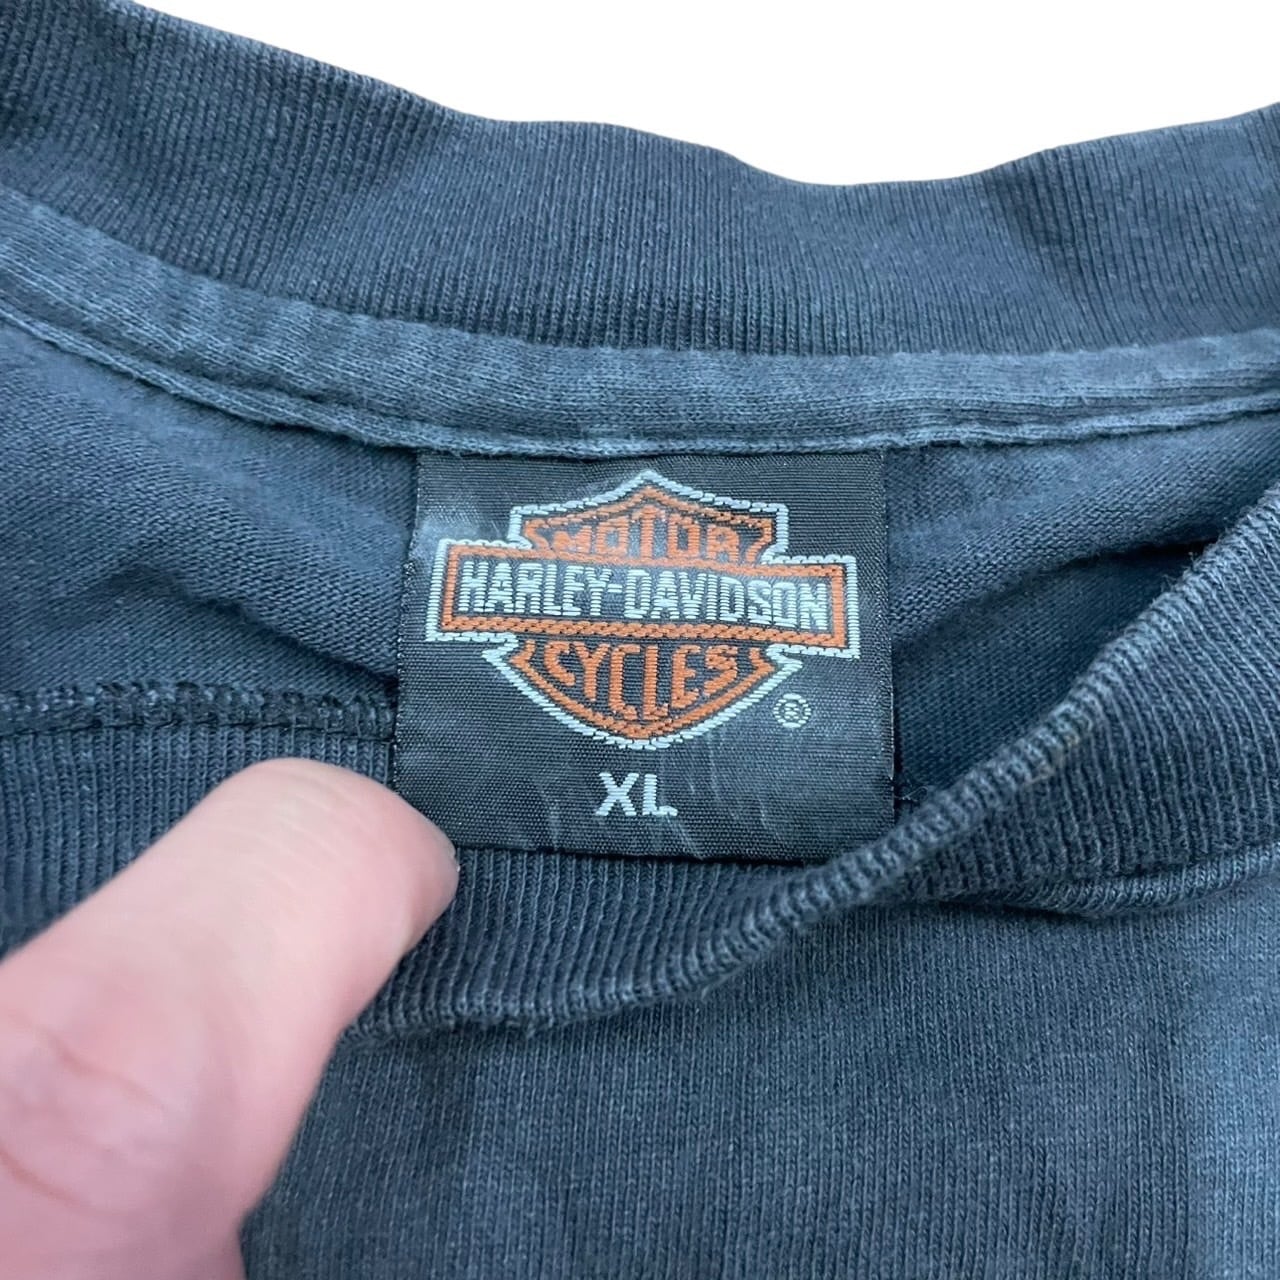 MOTOR
HARLEY-DAVIDSON
CYCLES
®
XL